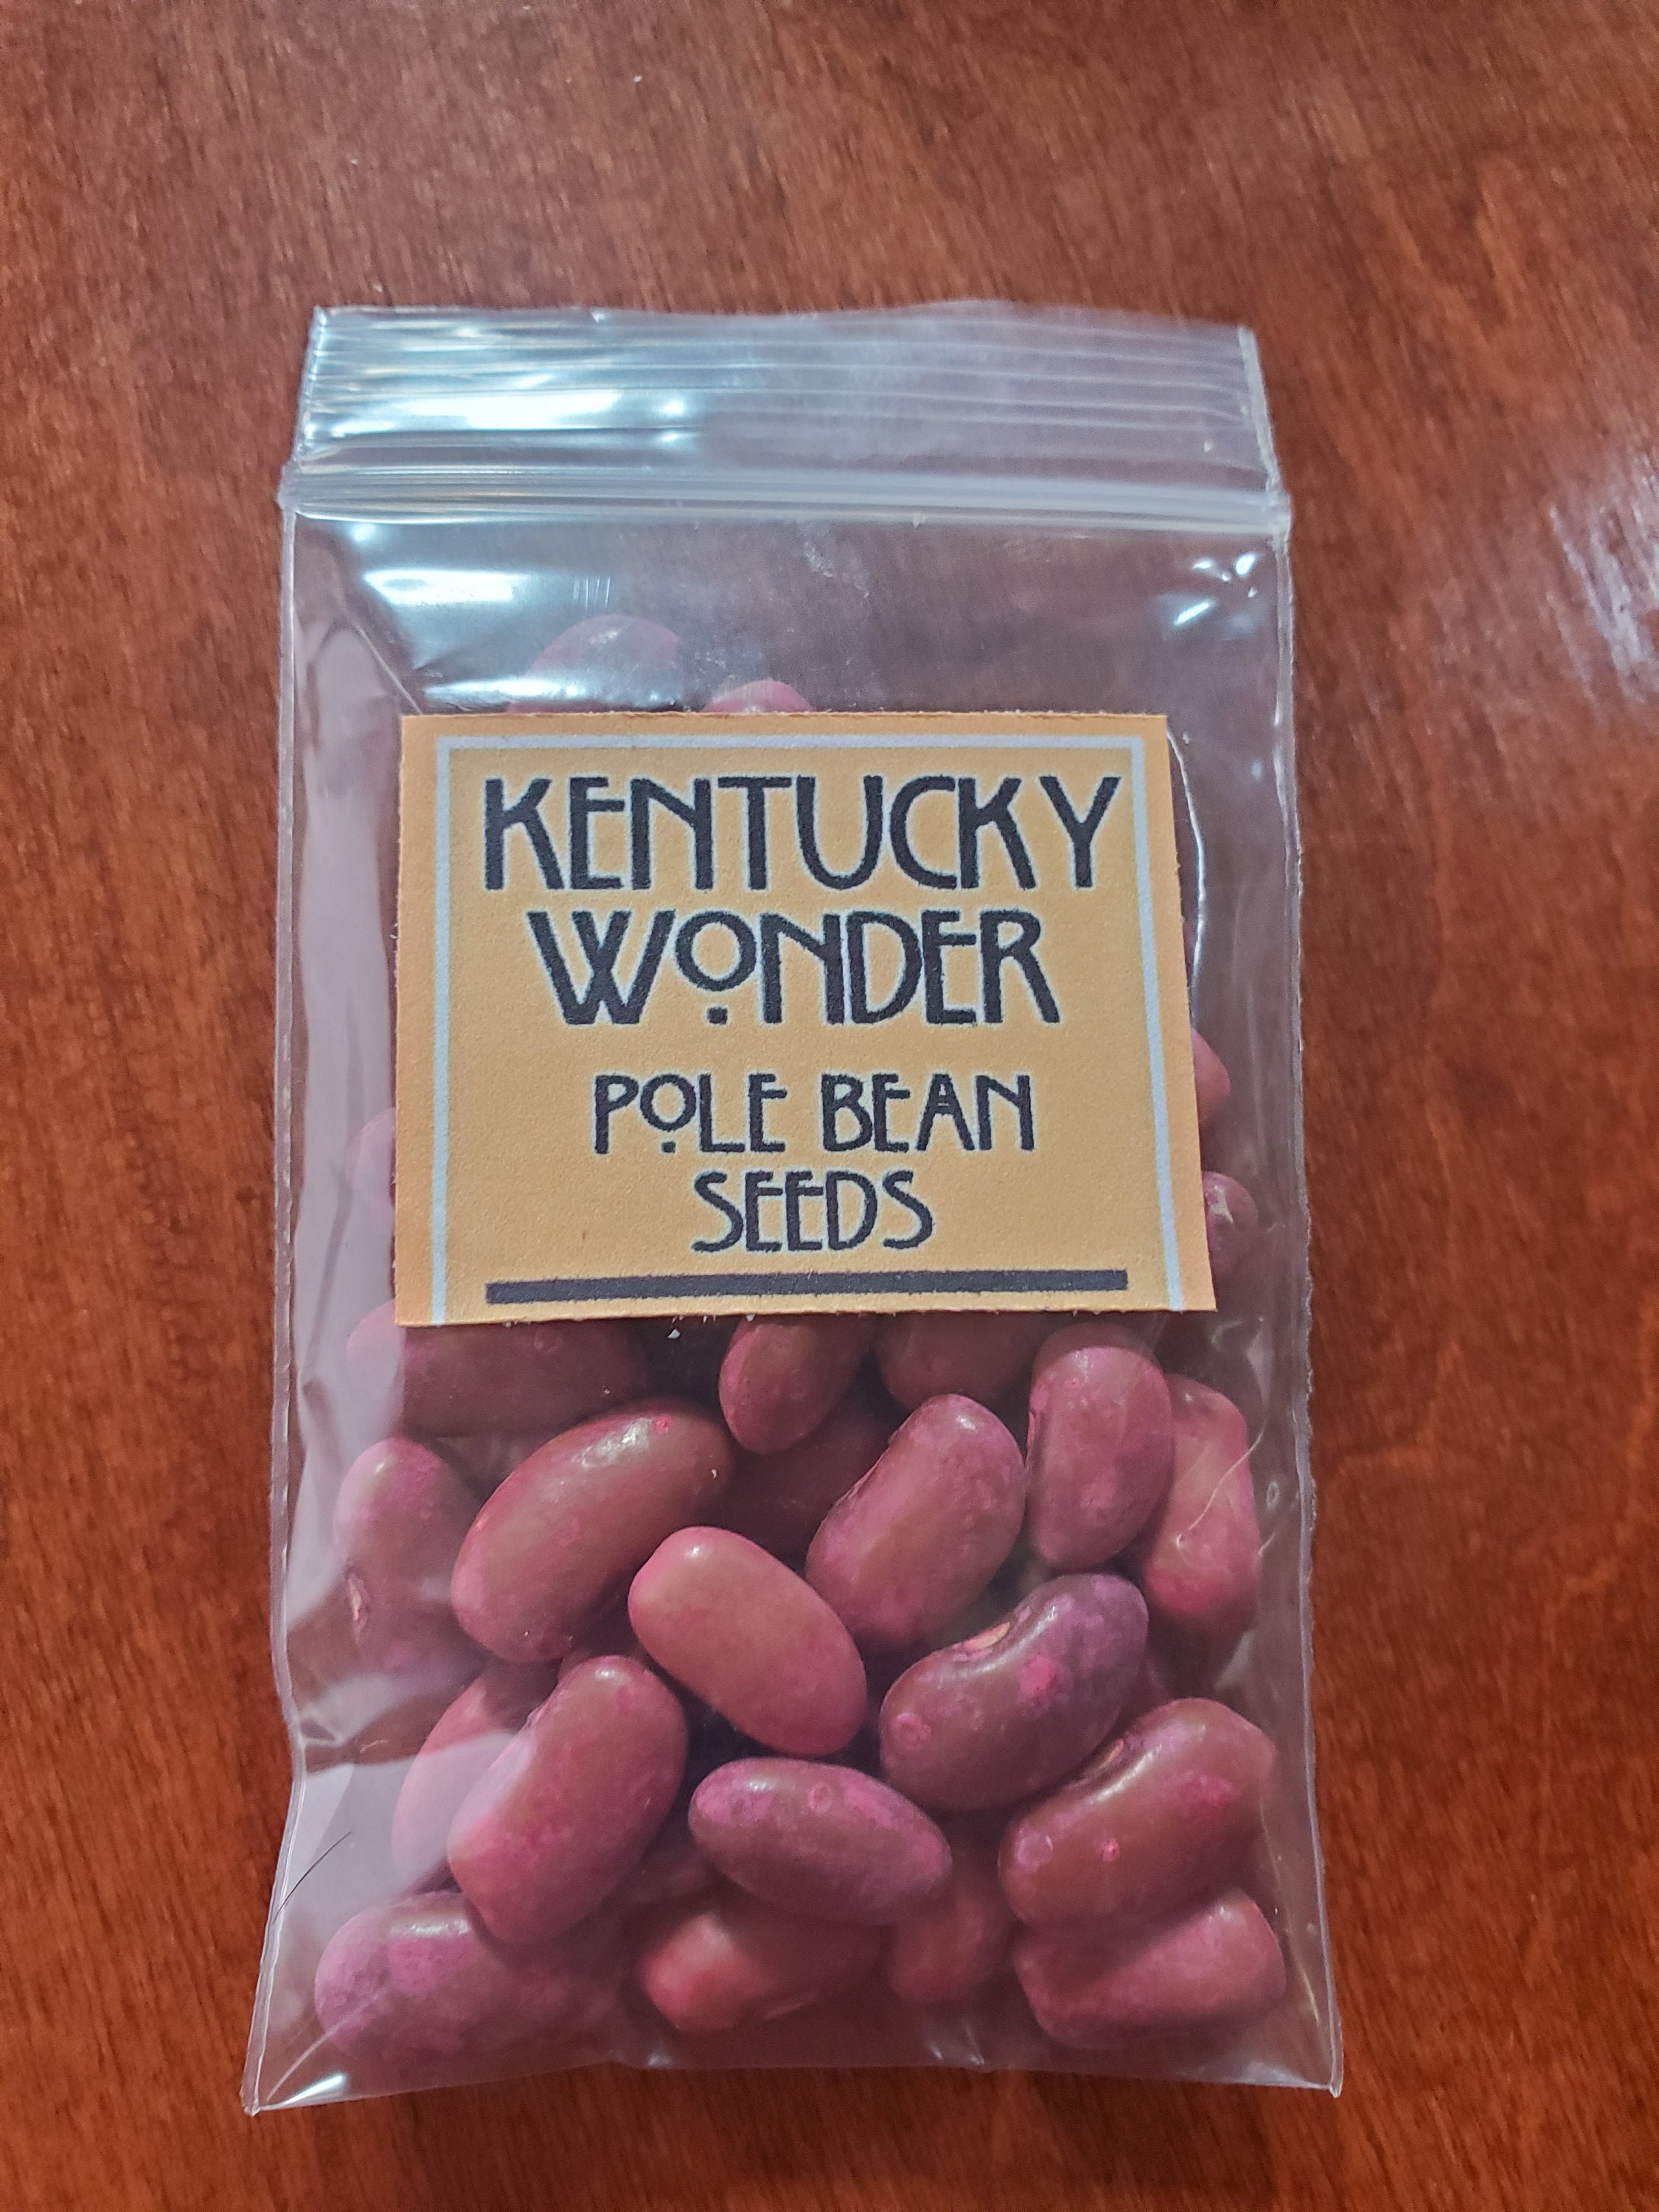 KENTUCKY
WONDER
POLE BEAN
SEEDS